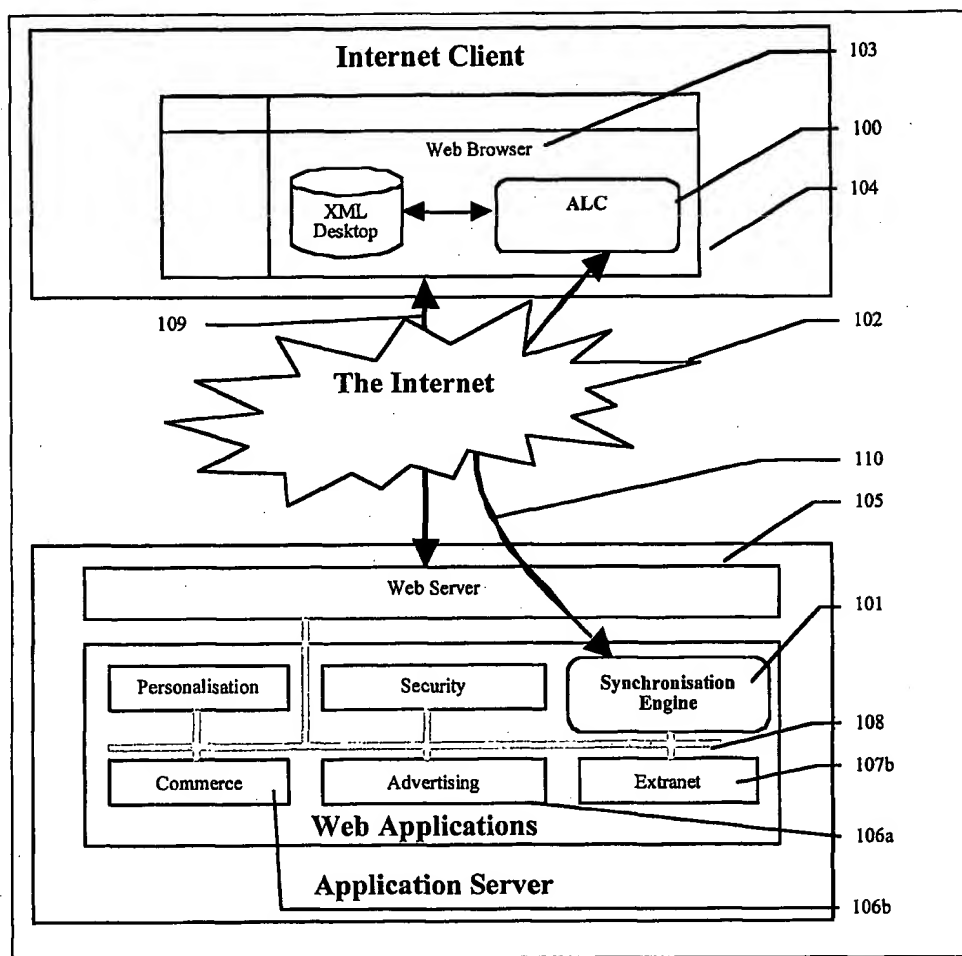 Internet Client
103
Web Browser
100
ALC
XML
Desktop
104
109
102
The Internet
110
105
Web Server
101
Personalisation
Security
Synchronisation
Engine
108
Commerce
Advertising
Extranet
107b
Web Applications
106a
Application Server
106b